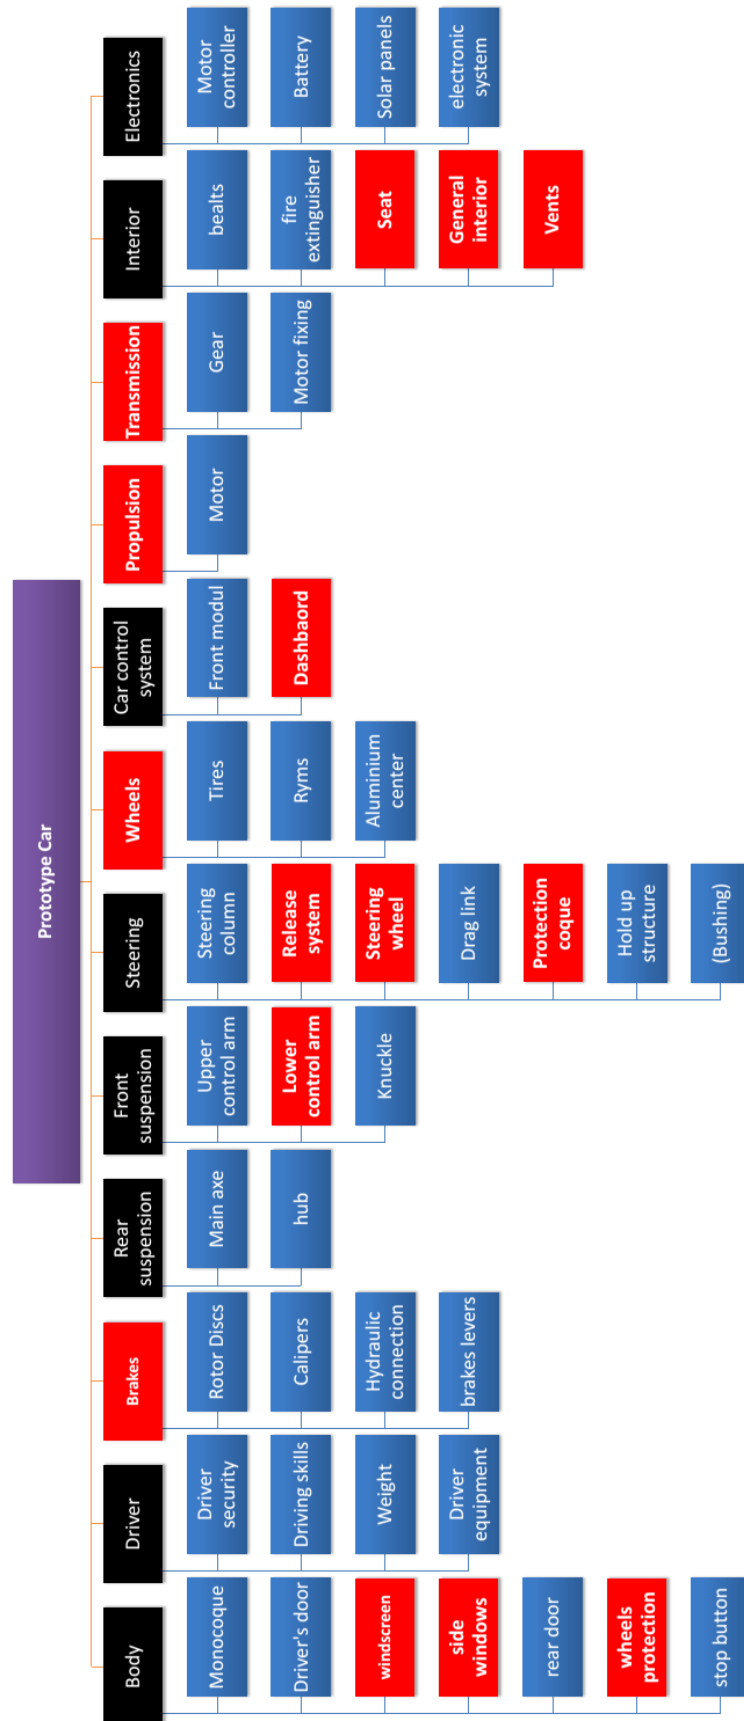 Prototype Car
Body
Monocoque
Driver's door
windscreen
side
windows
rear door
wheels
protection
stop button
Driver
Driver
security
Driving skills
Weight
Driver
equipment
Brakes
Rotor Discs
Calipers
Hydraulic
connection
brakes levers
Rear
suspension
Main axe
hub
Front
suspension
Upper
control arm
Lower
control arm
Knuckle
Steering
Steering
column
Release
system
Steering
wheel
Drag link
Protection
coque
Hold up
structure
(Bushing)
Wheels
Tires
Ryms
Aluminium
center
Car control
system
Front modul
Dashbaord
Propulsion
Motor
Transmission
Gear
Motor fixing
Interior
bealts
fire
extinguisher
Seat
General
interior
Vents
Electronics
Motor
controller
Battery
Solar panels
electronic
system